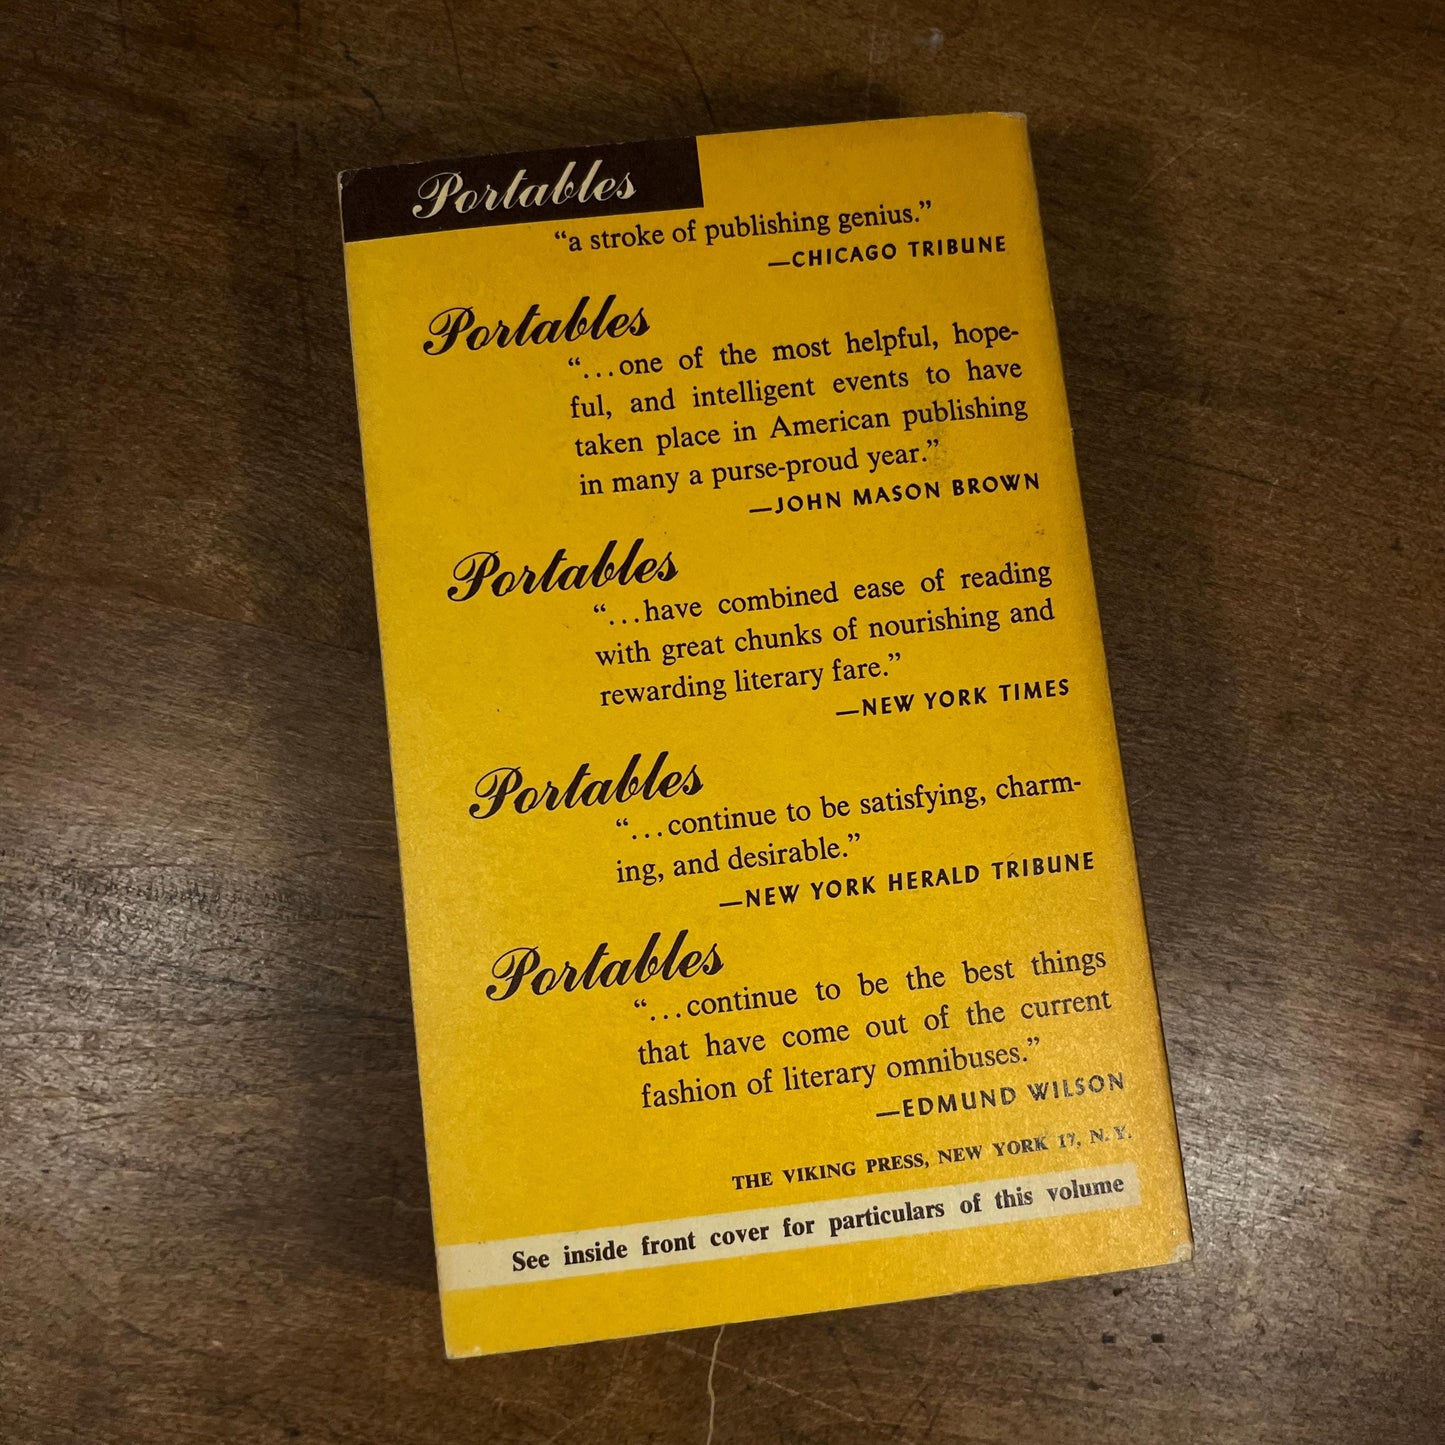 Portables
“a stroke of publishing genius.”
—CHICAGO TRIBUNE
Portables
“...one of the most helpful, hope-
ful, and intelligent events to have
taken place in American publishing
in many a purse-proud year.”
—JOHN MASON BROWN
Portables
“...have combined ease of reading
with great chunks of nourishing and
rewarding literary fare.”
—NEW YORK TIMES
Portables
“...continue to be satisfying, charm-
ing, and desirable.”
—NEW YORK HERALD TRIBUNE
Portables
“...continue to be the best things
that have come out of the current
fashion of literary omnibuses.”
—EDMUND WILSON
THE VIKING PRESS, NEW YORK 17, N.Y.
See inside front cover for particulars of this volume